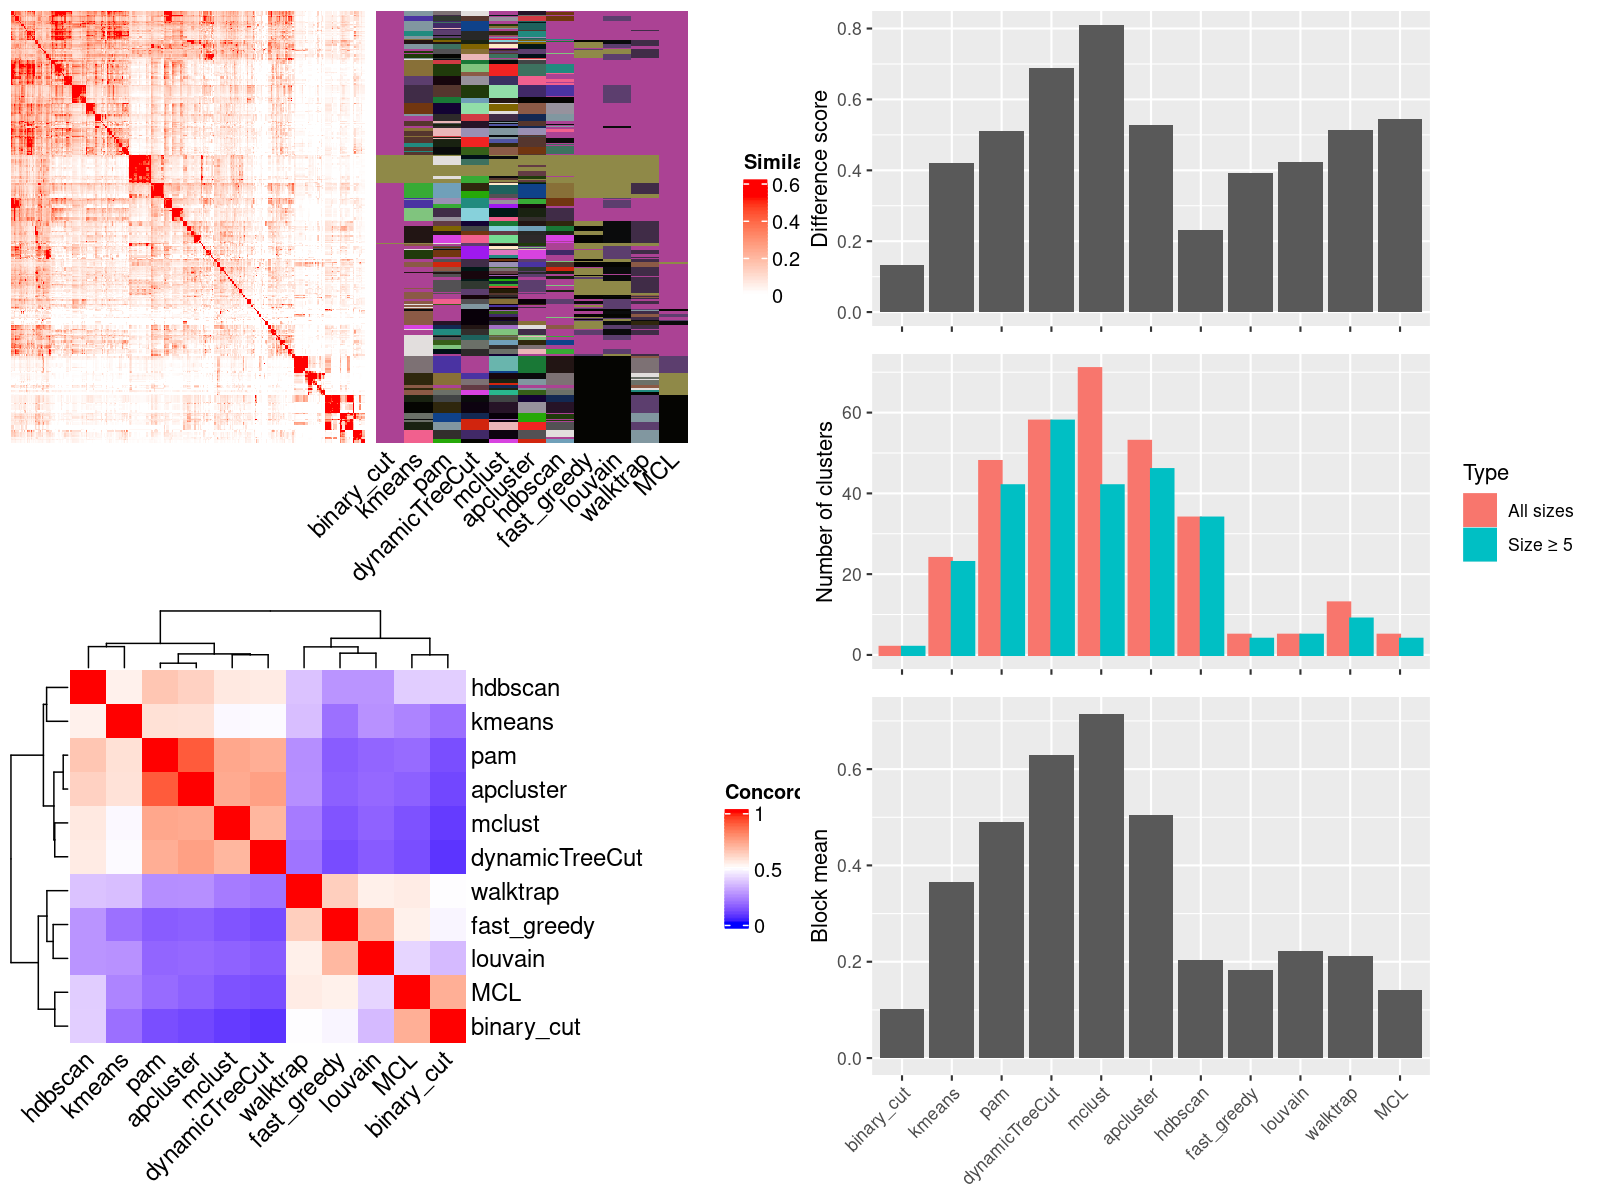 Simila
0.6
0.4
0.2
0
binary_cut
kmeans
pam
dynamicTreeCut
mclust
apcluster
hdbscan
fast_greedy
louvain
walktrap
MCL
hdbscan
kmeans
pam
apcluster
mclust
dynamicTreeCut
walktrap
fast_greedy
louvain
MCL
binary_cut
Concord
1
0.5
0
hdbscan
kmeans
pam
apcluster
mclust
dynamicTreeCut
walktrap
fast_greedy
louvain
MCL
binary_cut
Difference score
0.8
0.6
0.4
0.2
0.0
Number of clusters
60
40
20
0
Type
All sizes
Size ≥ 5
Block mean
0.6
0.4
0.2
0.0
binary_cut
kmeans
pam
dynamicTreeCut
mclust
apcluster
hdbscan
fast_greedy
louvain
walktrap
MCL